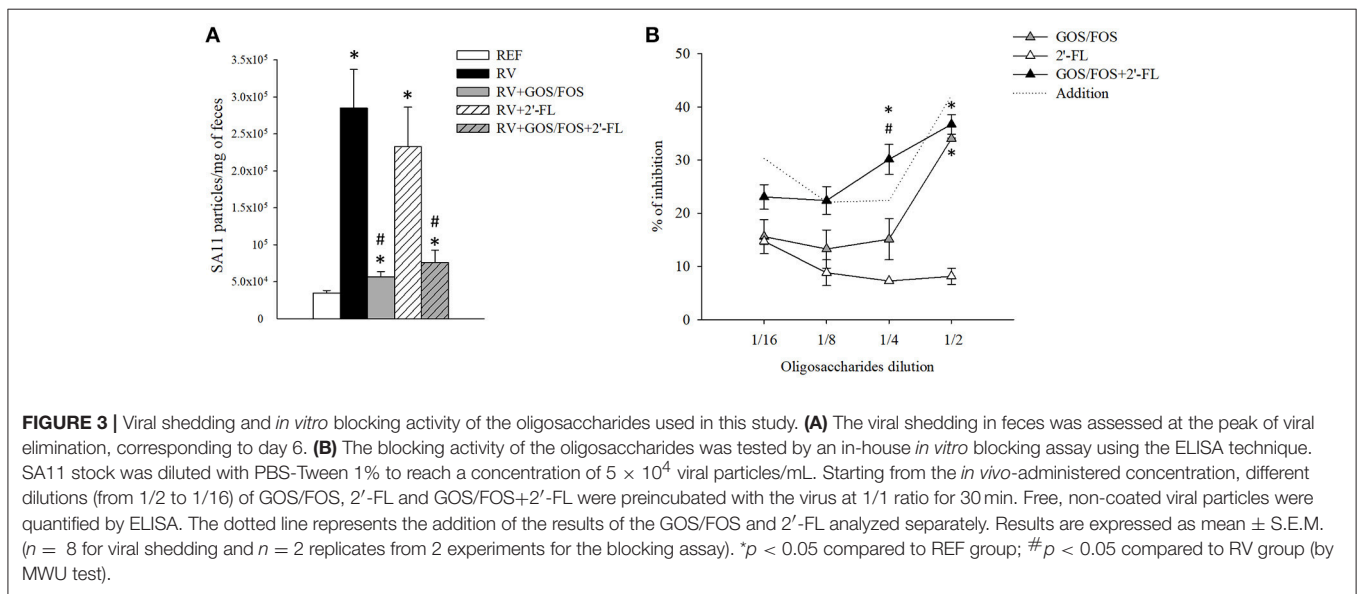 A
SA11 particles/mg of feces
3.5x10⁵
3.0x10⁵
2.5x10⁵
2.0x10⁵
1.5x10⁵
10⁵
5.0x10⁴
0
*
#
*
*
#
*
REF
RV
RV+GOS/FOS
RV+2'-FL
RV+GOS/FOS+2'-FL
B
% of inhibition
50
40
30
20
10
0
*
#
*
*
1/16 1/8 1/4 1/2
Oligosaccharides dilution
GOS/FOS
2'-FL
GOS/FOS+2'-FL
Addition
FIGURE 3 | Viral shedding and in vitro blocking activity of the oligosaccharides used in this study. (A) The viral shedding in feces was assessed at the peak of viral
elimination, corresponding to day 6. (B) The blocking activity of the oligosaccharides was tested by an in-house in vitro blocking assay using the ELISA technique.
SA11 stock was diluted with PBS-Tween 1% to reach a concentration of 5 × 10⁴ viral particles/mL. Starting from the in vivo-administered concentration, different
dilutions (from 1/2 to 1/16) of GOS/FOS, 2′-FL and GOS/FOS+2′-FL were preincubated with the virus at 1/1 ratio for 30 min. Free, non-coated viral particles were
quantified by ELISA. The dotted line represents the addition of the results of the GOS/FOS and 2′-FL analyzed separately. Results are expressed as mean ± S.E.M.
(n = 8 for viral shedding and n = 2 replicates from 2 experiments for the blocking assay). *p < 0.05 compared to REF group; #p < 0.05 compared to RV group (by
MWU test).